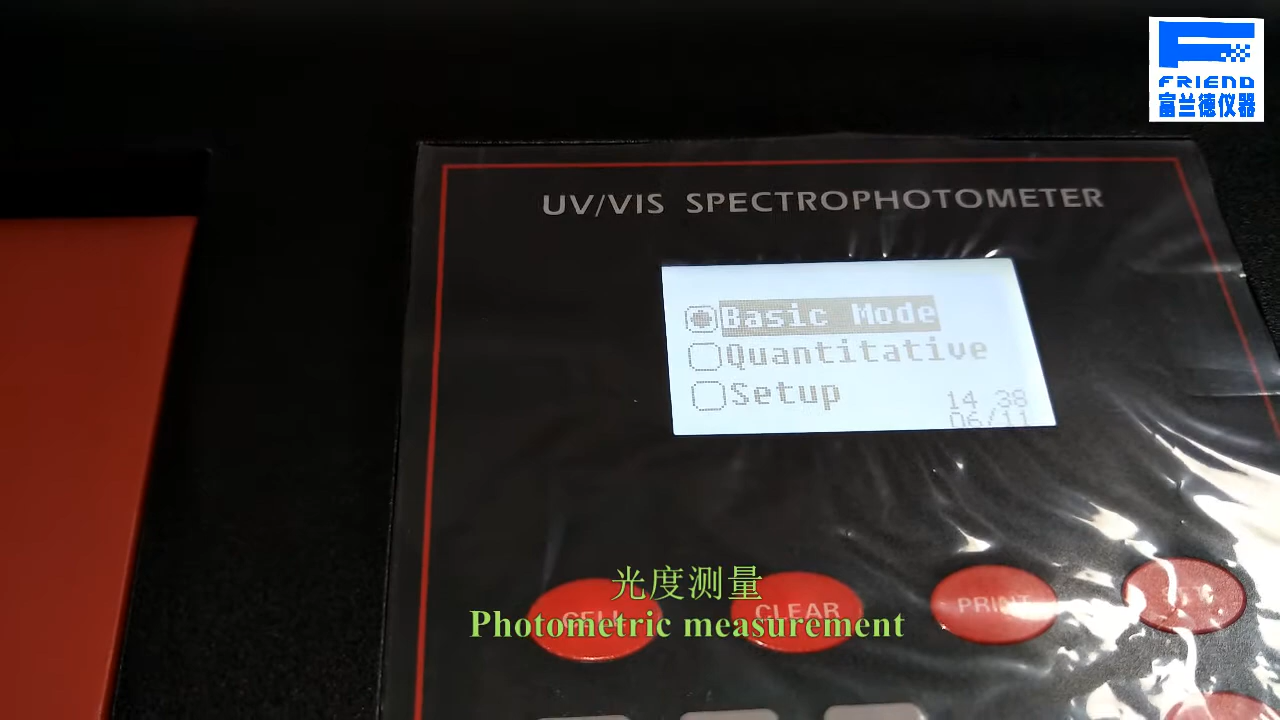 FRIEND
富兰德仪器
UV/VIS SPECTROPHOTOMETER
Basic Mode
Quantitative
Setup
14 38
06/11
光度测量
Photometric measurement
CELL
CLEAR
PRINT